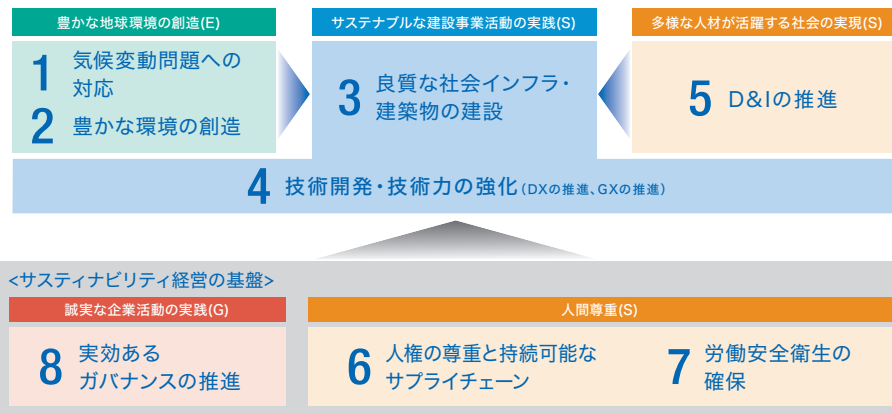 豊かな地球環境の創造(E)
1 気候変動問題への
対応
2 豊かな環境の創造
サステナブルな建設事業活動の実践(S)
3 良質な社会インフラ・
建築物の建設
多様な人材が活躍する社会の実現(S)
5 D&Iの推進
4 技術開発・技術力の強化(DXの推進、GXの推進)
<サスティナビリティ経営の基盤>
誠実な企業活動の実践(G)
8 実効ある
ガバナンスの推進
人間尊重(S)
6 人権の尊重と持続可能な
サプライチェーン
7 労働安全衛生の
確保